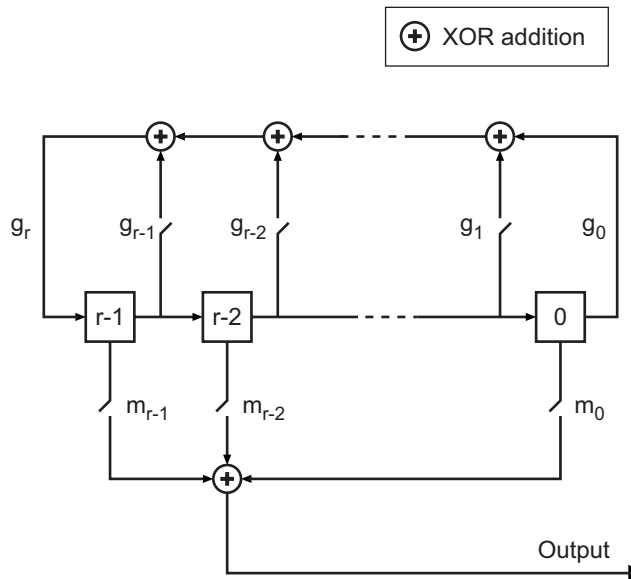 XOR addition
g_r
g_{r-1}
g_{r-2}
g_1
g_0
r-1
r-2
0
m_{r-1}
m_{r-2}
m_0
Output